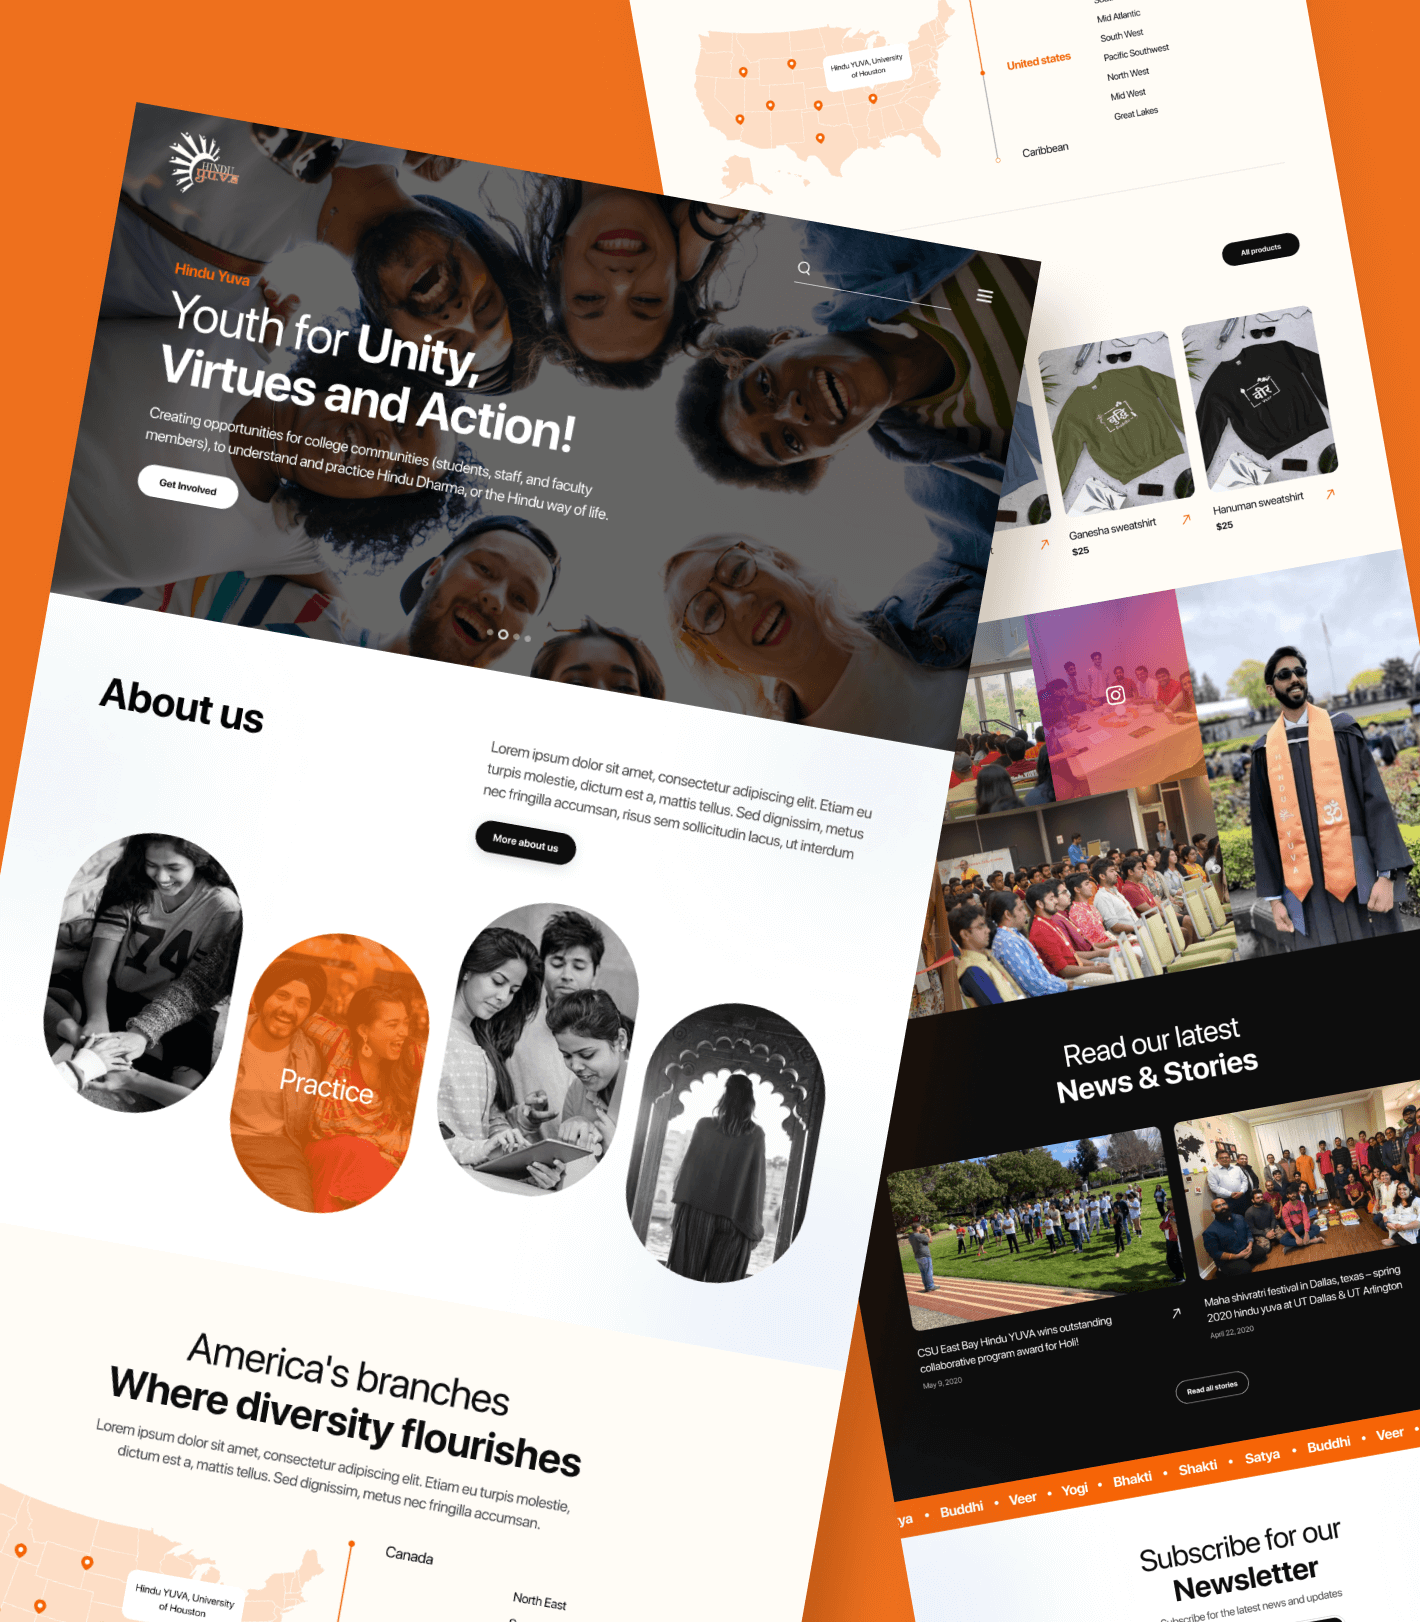 HINDU
YUVA
Hindu Yuva
Youth for Unity,
Virtues and Action!
Creating opportunities for college communities (students, staff, and faculty
members), to understand and practice Hindu Dharma, or the Hindu way of life.
Get Involved
About us
Lorem ipsum dolor sit amet, consectetur adipiscing elit. Etiam eu
turpis molestie, dictum est a, mattis tellus. Sed dignissim, metus
nec fringilla accumsan, risus sem sollicitudin lacus, ut interdum
More about us
74
Practice
America's branches
Where diversity flourishes
Lorem ipsum dolor sit amet, consectetur adipiscing elit. Etiam eu turpis molestie,
dictum est a, mattis tellus. Sed dignissim, metus nec fringilla accumsan.
Hindu YUVA, University
of Houston
Canada
North East
Hindu YUVA, University
of Houston
United states
Mid Atlantic
South West
Pacific Southwest
North West
Mid West
Great Lakes
Caribbean
All products
बुद्धि
वीर
t
Ganesha sweatshirt
$25
Hanuman sweatshirt
$25
HINDU YUVA
ॐ
Read our latest
News & Stories
CSU East Bay Hindu YUVA wins outstanding
collaborative program award for Holi!
May 9, 2020
Maha shivratri festival in Dallas, texas – spring
2020 hindu yuva at UT Dallas & UT Arlington
April 22, 2020
Read all stories
ya • Buddhi • Veer • Yogi • Bhakti • Shakti • Satya • Buddhi • Veer •
Subscribe for our
Newsletter
Subscribe for the latest news and updates